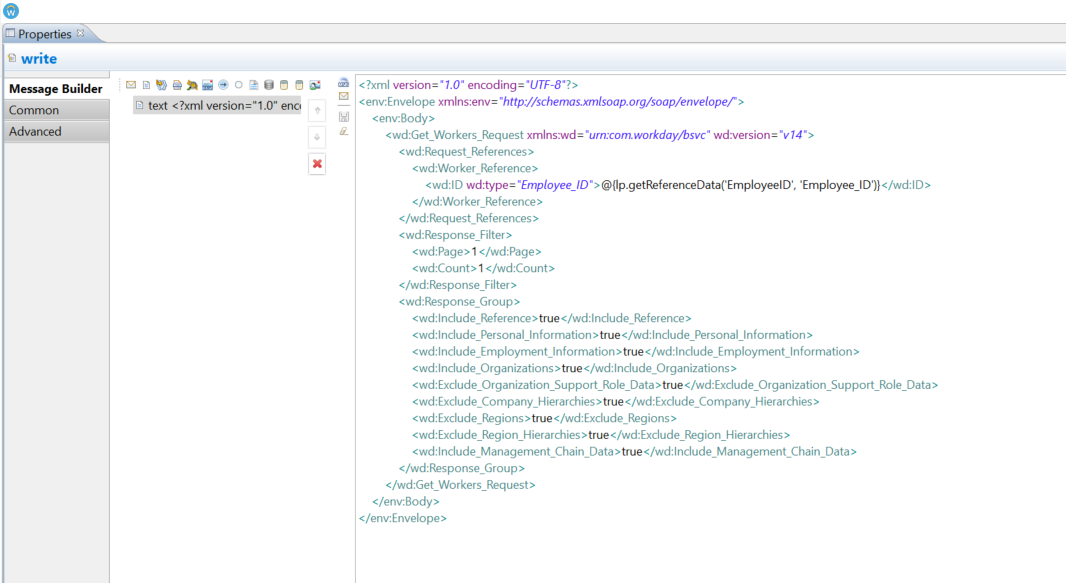 Properties
write
Message Builder
Common
Advanced
text <?xml version="1.0" enc
<?xml version="1.0" encoding="UTF-8"?>
<env:Envelope xmlns:env="http://schemas.xmlsoap.org/soap/envelope/">
<env:Body>
<wd:Get_Workers_Request xmlns:wd="urn:com.workday/bsvc" wd:version="v14">
<wd:Request_References>
<wd:Worker_Reference>
<wd:ID wd:type="Employee_ID">@{lp.getReferenceData('EmployeeID', 'Employee_ID')}</wd:ID>
</wd:Worker_Reference>
</wd:Request_References>
<wd:Response_Filter>
<wd:Page>1</wd:Page>
<wd:Count>1</wd:Count>
</wd:Response_Filter>
<wd:Response_Group>
<wd:Include_Reference>true</wd:Include_Reference>
<wd:Include_Personal_Information>true</wd:Include_Personal_Information>
<wd:Include_Employment_Information>true</wd:Include_Employment_Information>
<wd:Include_Organizations>true</wd:Include_Organizations>
<wd:Exclude_Organization_Support_Role_Data>true</wd:Exclude_Organization_Support_Role_Data>
<wd:Exclude_Company_Hierarchies>true</wd:Exclude_Company_Hierarchies>
<wd:Exclude_Regions>true</wd:Exclude_Regions>
<wd:Exclude_Region_Hierarchies>true</wd:Exclude_Region_Hierarchies>
<wd:Include_Management_Chain_Data>true</wd:Include_Management_Chain_Data>
</wd:Response_Group>
</wd:Get_Workers_Request>
</env:Body>
</env:Envelope>